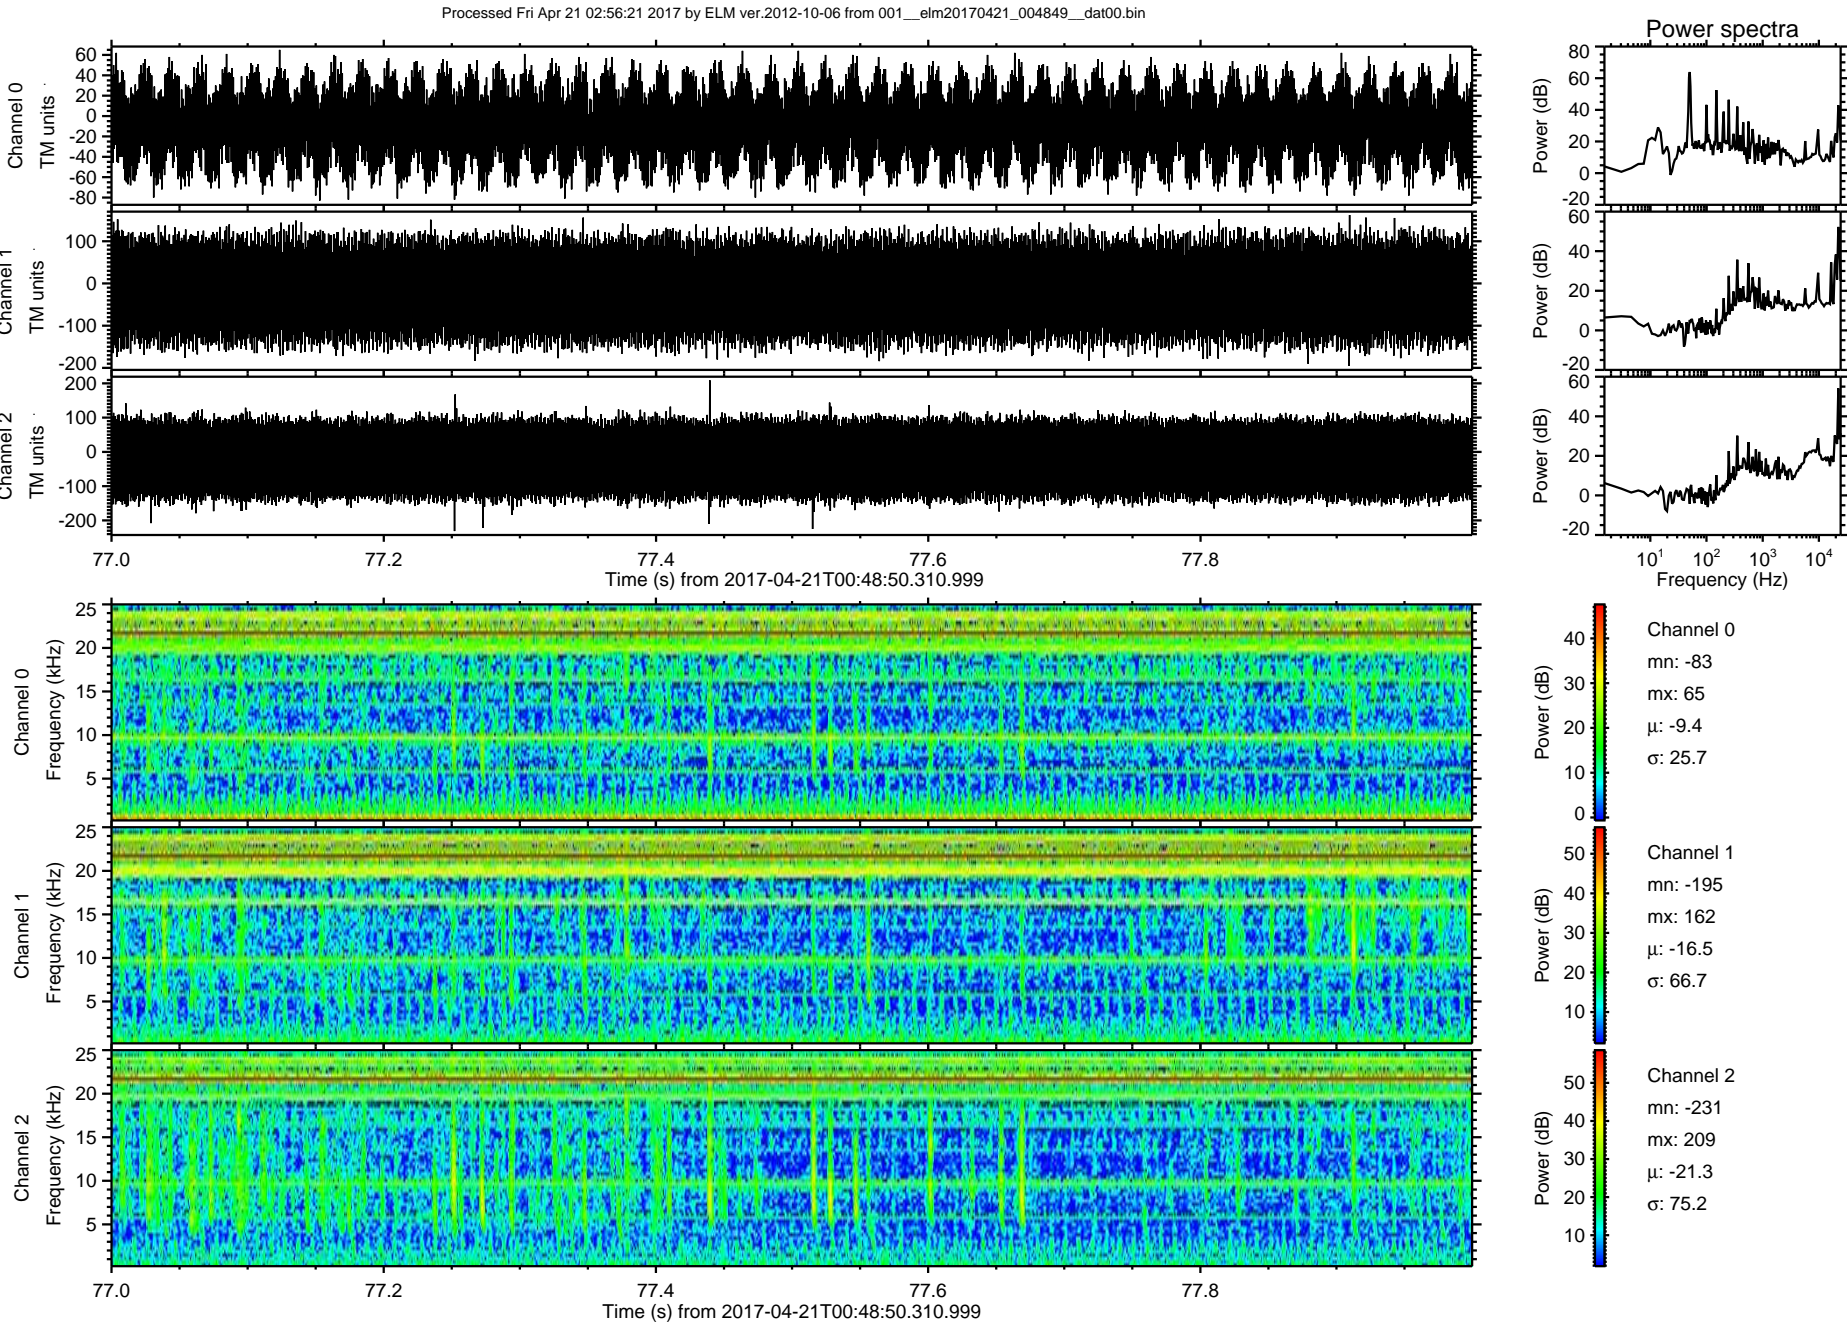 Processed Fri Apr 21 02:56:21 2017 by ELM ver.2012-10-06 from 001__elm20170421_004849__dat00.bin
Power spectra
Channel 0
TM units
60
40
20
0
-20
-40
-60
-80
Power (dB)
80
60
40
20
0
-20
Channel 1
TM units
100
0
-100
-200
Power (dB)
60
40
20
0
-20
Channel 2
TM units
200
100
0
-100
-200
Power (dB)
60
40
20
0
-20
77.0 77.2 77.4 77.6 77.8
Time (s) from 2017-04-21T00:48:50.310.999
10^1 10^2 10^3 10^4
Frequency (Hz)
Channel 0
Frequency (kHz)
25
20
15
10
5
Power (dB)
40
30
20
10
0
Channel 0
mn: -83
mx: 65
μ: -9.4
σ: 25.7
Channel 1
Frequency (kHz)
25
20
15
10
5
Power (dB)
50
40
30
20
10
Channel 1
mn: -195
mx: 162
μ: -16.5
σ: 66.7
Channel 2
Frequency (kHz)
25
20
15
10
5
Power (dB)
50
40
30
20
10
Channel 2
mn: -231
mx: 209
μ: -21.3
σ: 75.2
77.0 77.2 77.4 77.6 77.8
Time (s) from 2017-04-21T00:48:50.310.999